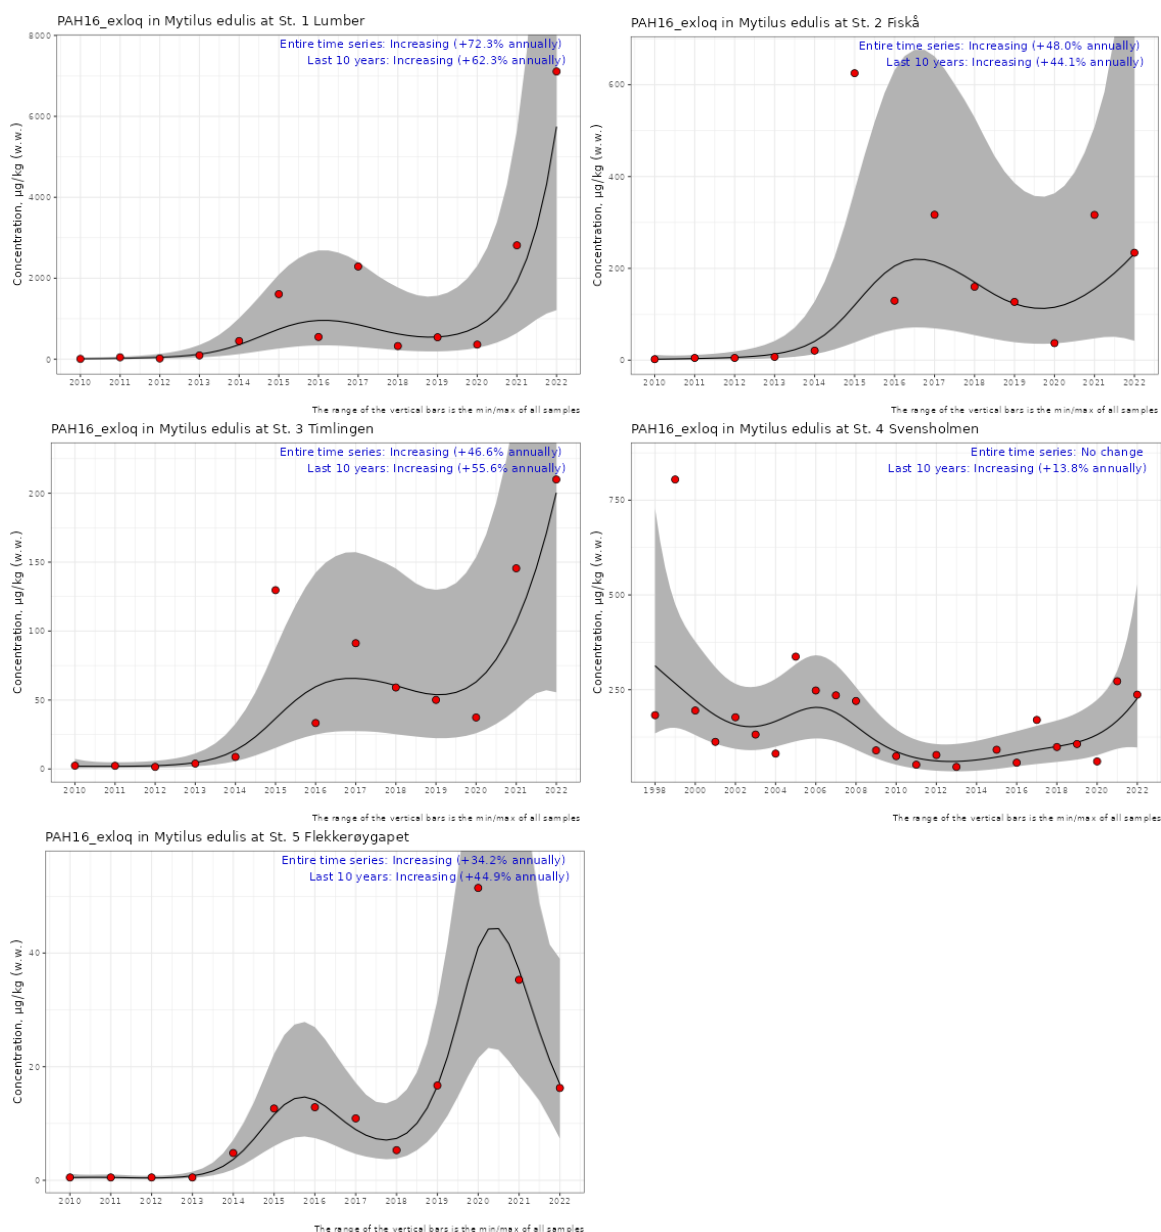 PAH16_exloq in Mytilus edulis at St. 1 Lumber
Entire time series: Increasing (+72.3% annually)
Last 10 years: Increasing (+62.3% annually)
Concentration, µg/kg (w.w.)
8000
6000
4000
2000
0
2010 2011 2012 2013 2014 2015 2016 2017 2018 2019 2020 2021 2022
The range of the vertical bars is the min/max of all samples
PAH16_exloq in Mytilus edulis at St. 2 Fiskå
Entire time series: Increasing (+48.0% annually)
Last 10 years: Increasing (+44.1% annually)
Concentration, µg/kg (w.w.)
600
400
200
0
2010 2011 2012 2013 2014 2015 2016 2017 2018 2019 2020 2021 2022
The range of the vertical bars is the min/max of all samples
PAH16_exloq in Mytilus edulis at St. 3 Timlingen
Entire time series: Increasing (+46.6% annually)
Last 10 years: Increasing (+55.6% annually)
Concentration, µg/kg (w.w.)
200
150
100
50
0
2010 2011 2012 2013 2014 2015 2016 2017 2018 2019 2020 2021 2022
The range of the vertical bars is the min/max of all samples
PAH16_exloq in Mytilus edulis at St. 4 Svensholmen
Entire time series: No change
Last 10 years: Increasing (+13.8% annually)
Concentration, µg/kg (w.w.)
750
500
250
1998 2000 2002 2004 2006 2008 2010 2012 2014 2016 2018 2020 2022
The range of the vertical bars is the min/max of all samples
PAH16_exloq in Mytilus edulis at St. 5 Flekkerøygapet
Entire time series: Increasing (+34.2% annually)
Last 10 years: Increasing (+44.9% annually)
Concentration, µg/kg (w.w.)
40
20
0
2010 2011 2012 2013 2014 2015 2016 2017 2018 2019 2020 2021 2022
The range of the vertical bars is the min/max of all samples